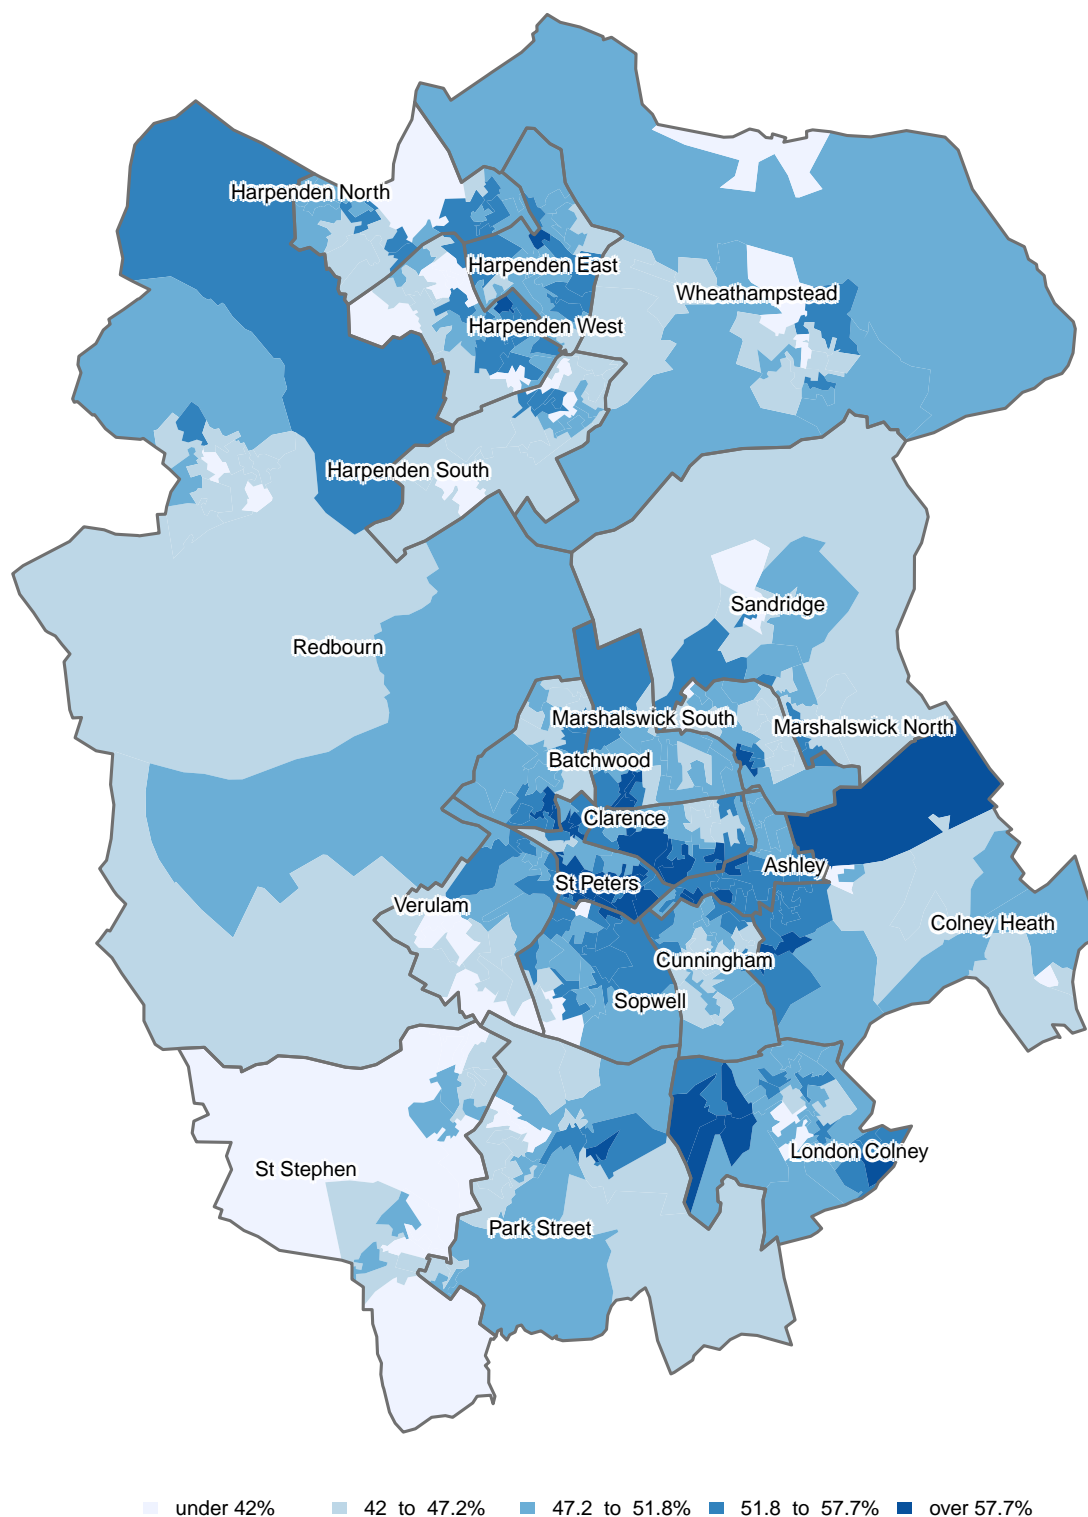 Harpenden North
Harpenden East
Wheathampstead
Harpenden West
Harpenden South
Sandridge
Redbourn
Marshalswick South
Marshalswick North
Batchwood
Clarence
Ashley
St Peters
Verulam
Colney Heath
Cunningham
Sopwell
London Colney
St Stephen
Park Street
under 42% 42 to 47.2% 47.2 to 51.8% 51.8 to 57.7% over 57.7%